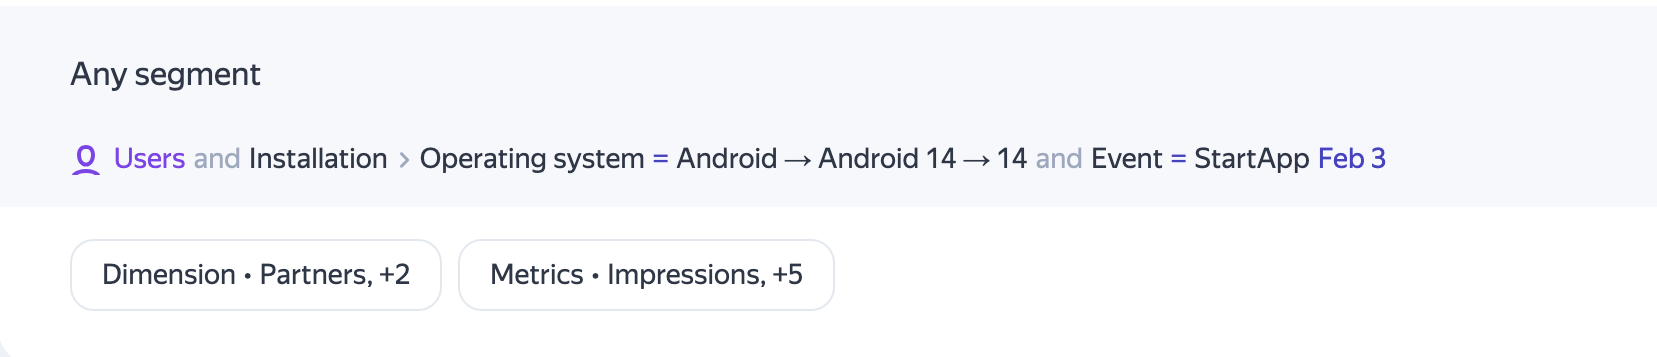 Any segment
Users and Installation > Operating system = Android → Android 14 → 14 and Event = StartApp Feb 3
Dimension • Partners, +2 Metrics • Impressions, +5